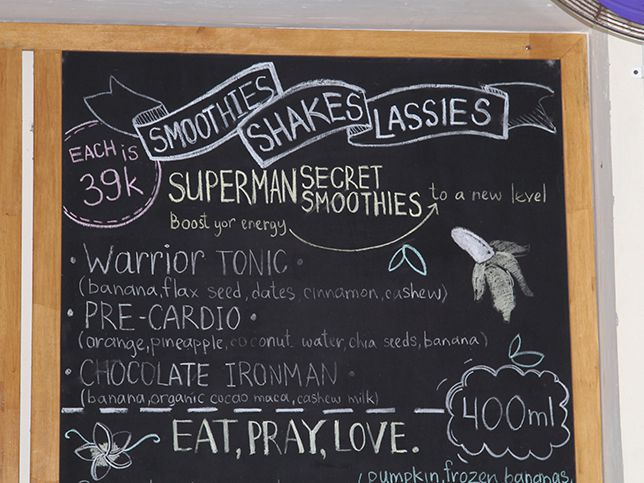 SMOOTHIES SHAKES LASSIES
EACH is
39k
SUPERMAN SECRET SMOOTHIES
Boost yor energy to a new level
• Warrior TONIC •
(banana, flax seed, dates, cinnamon, cashew)
• PRE-CARDIO •
(orange, pineapple, coconut water, chia seeds, banana)
• CHOCOLATE IRONMAN •
(banana, organic cocao maca, cashew milk)
400ml
EAT, PRAY, LOVE.
(pumpkin, frozen bananas,